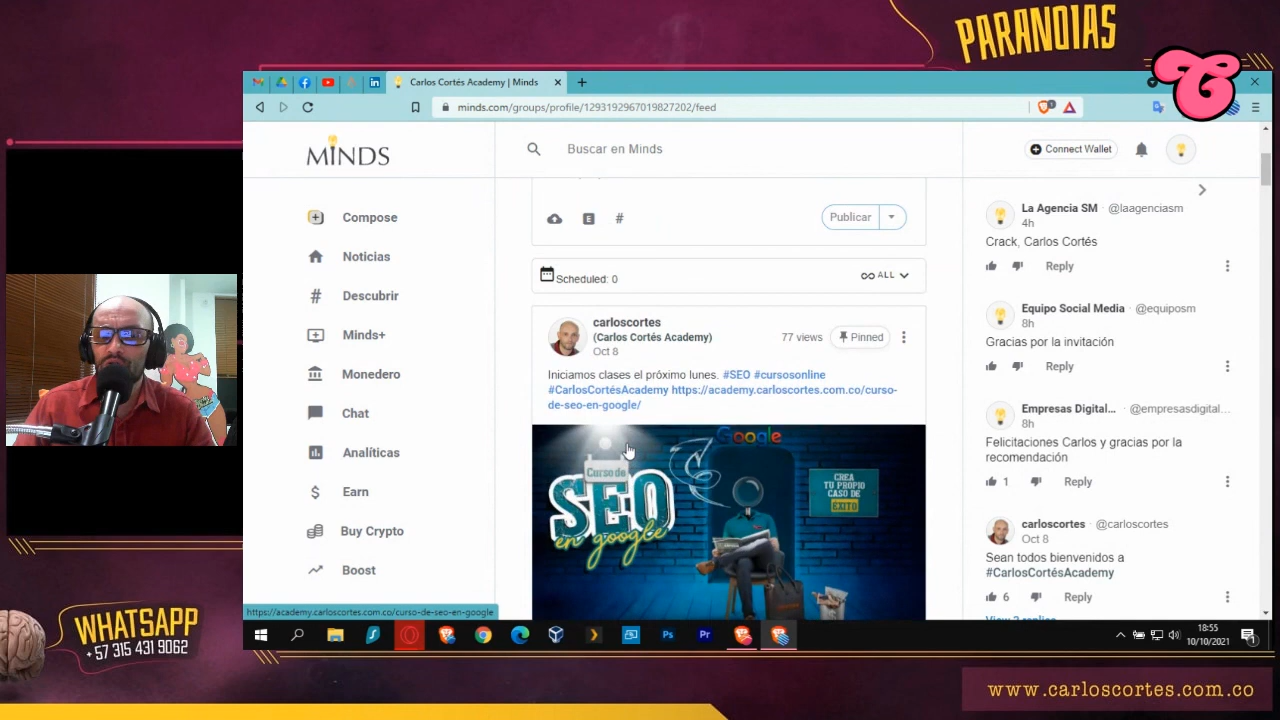 PARANOIAS
Carlos Cortés Academy | Minds
minds.com/groups/profile/1293192967019827202/feed
MINDS
Buscar en Minds
Connect Wallet
Compose
Noticias
Descubrir
Minds+
Monedero
Chat
Analíticas
Earn
Buy Crypto
Boost
Publicar
Scheduled: 0
ALL
carloscortes
(Carlos Cortés Academy)
Oct 8
77 views
Pinned
Iniciamos clases el próximo lunes. #SEO #cursosonline
#CarlosCortésAcademy https://academy.carloscortes.com.co/curso-
de-seo-en-google/
Google
Curso de
SEO
en google
CREA
TU PROPIO
CASO DE
ÉXITO
La Agencia SM · @laagenciasm
4h
Crack, Carlos Cortés
Reply
Equipo Social Media · @equiposm
8h
Gracias por la invitación
Reply
Empresas Digital... · @empresasdigital...
8h
Felicitaciones Carlos y gracias por la
recomendación
1 Reply
carloscortes · @carloscortes
Oct 8
Sean todos bienvenidos a
#CarlosCortésAcademy
6 Reply
https://academy.carloscortes.com.co/curso-de-seo-en-google
Ps
Pr
18:55
10/10/2021
WHATSAPP
+ 57 315 431 9062
www.carloscortes.com.co